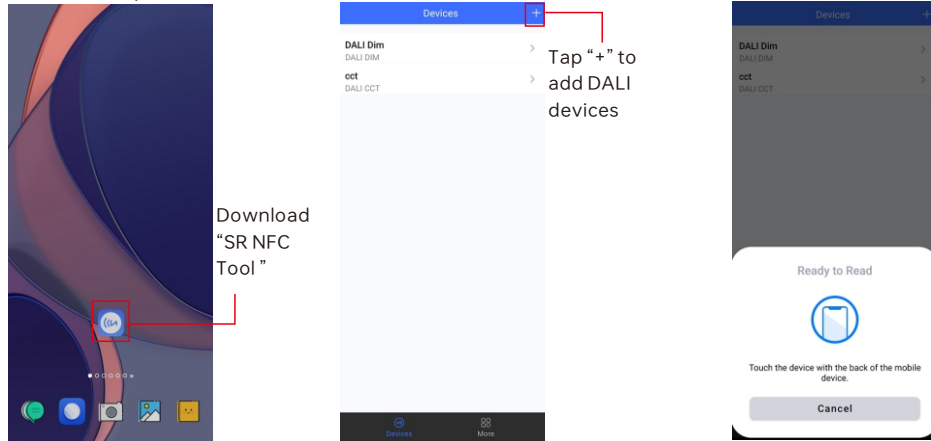 Download
“SR NFC
Tool ”
Devices +
DALI Dim
DALI DIM
cct
DALI CCT
Devices
More
Tap “+” to
add DALI
devices
Devices +
DALI Dim
DALI DIM
cct
DALI CCT
Ready to Read
Touch the device with the back of the mobile
device.
Cancel